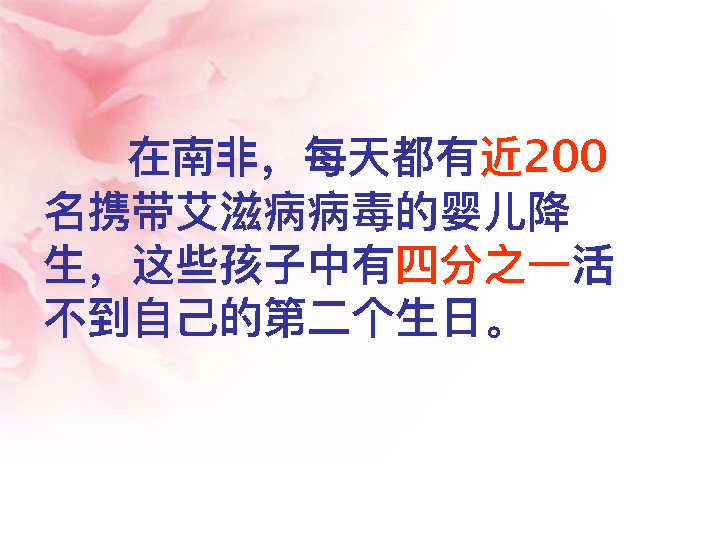 在南非，每天都有近200
名携带艾滋病病毒的婴儿降
生，这些孩子中有四分之一活
不到自己的第二个生日。